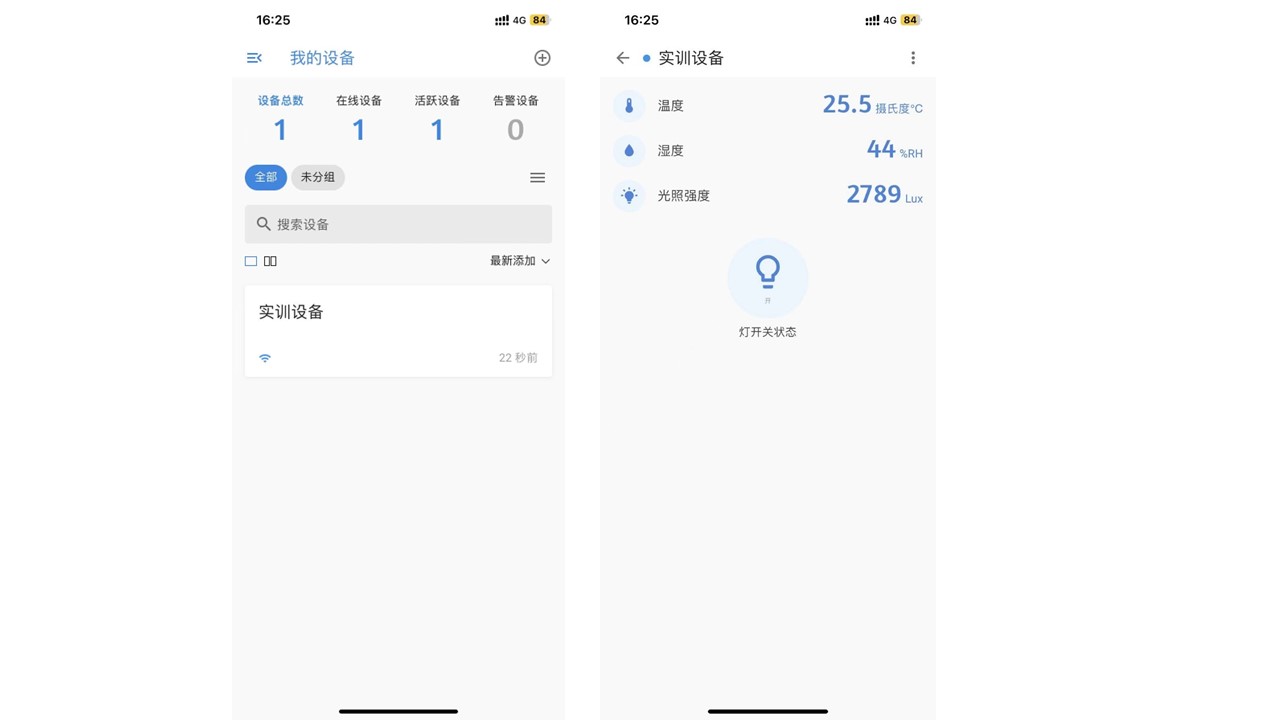 16:25
4G 84
我的设备
设备总数 在线设备 活跃设备 告警设备
1 1 1 0
全部 未分组
搜索设备
最新添加
实训设备
22 秒前
16:25
4G 84
实训设备
温度 25.5 摄氏度°C
湿度 44 %RH
光照强度 2789 Lux
开
灯开关状态